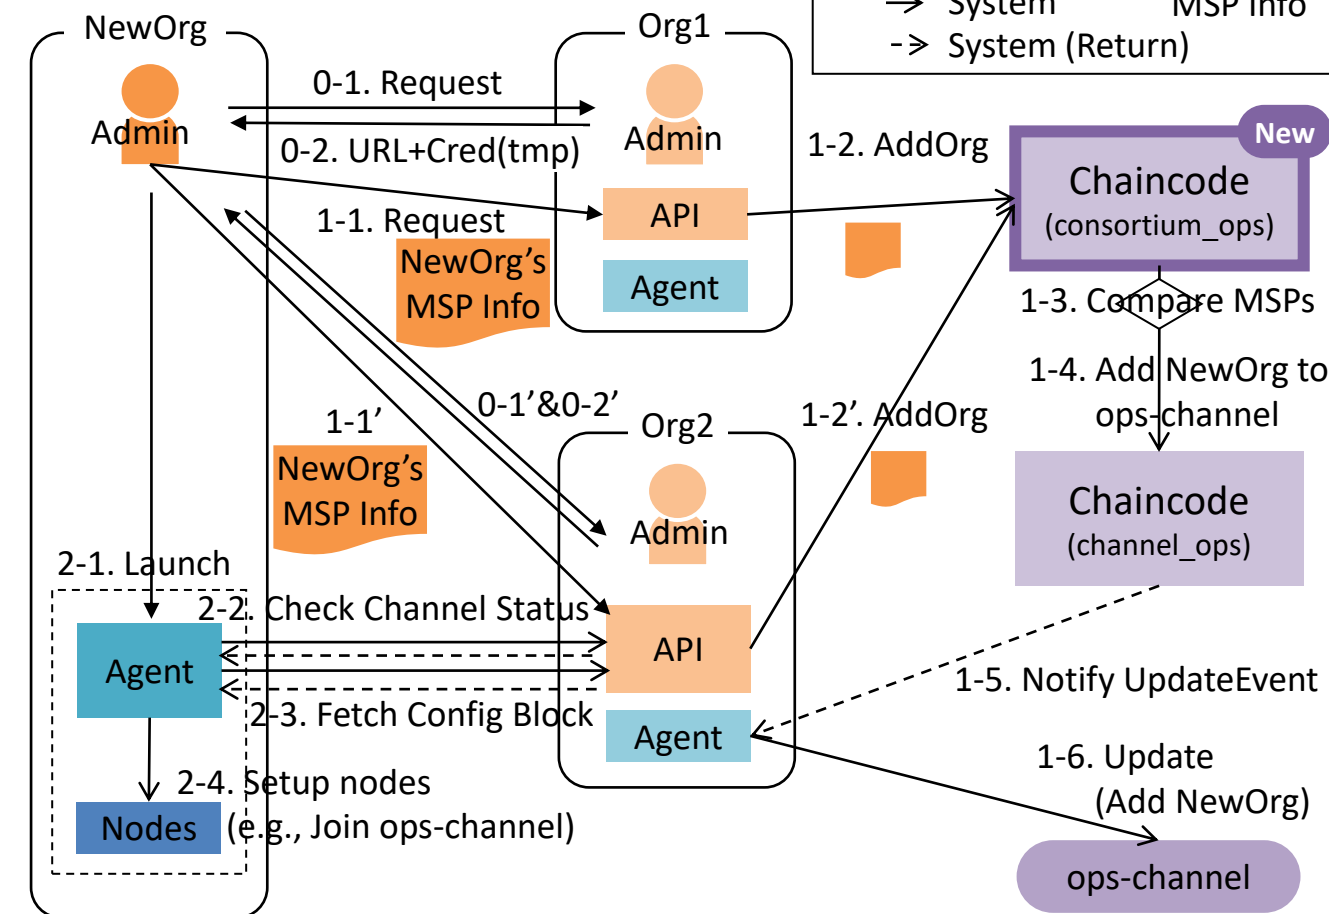 NewOrg
Org1
System
MSP Info
System (Return)
0-1. Request
Admin
Admin
0-2. URL+Cred(tmp)
1-2. AddOrg
New
Chaincode
(consortium_ops)
1-1. Request
API
NewOrg's
MSP Info
Agent
1-3. Compare MSPs
1-4. Add NewOrg to
ops-channel
0-1’&0-2’
1-2’. AddOrg
1-1’
Org2
NewOrg's
MSP Info
Admin
Chaincode
(channel_ops)
2-1. Launch
2-2. Check Channel Status
Agent
API
1-5. Notify UpdateEvent
2-3. Fetch Config Block
Agent
1-6. Update
(Add NewOrg)
2-4. Setup nodes
(e.g., Join ops-channel)
Nodes
ops-channel